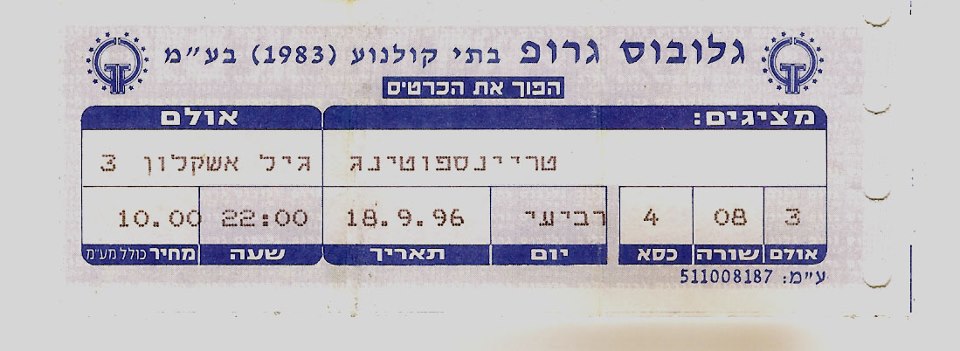 גלובוס גרופ בתי קולנוע (1983) בע"מ
הפוך את הכרטיס
מציגים: אולם
טריינספוטינג גיל אשקלון 3
3 08 4 רביעי 18.9.96 22:00 10.00
אולם שורה כסא יום תאריך שעה מחיר כולל מע"מ
ע"מ: 511008187